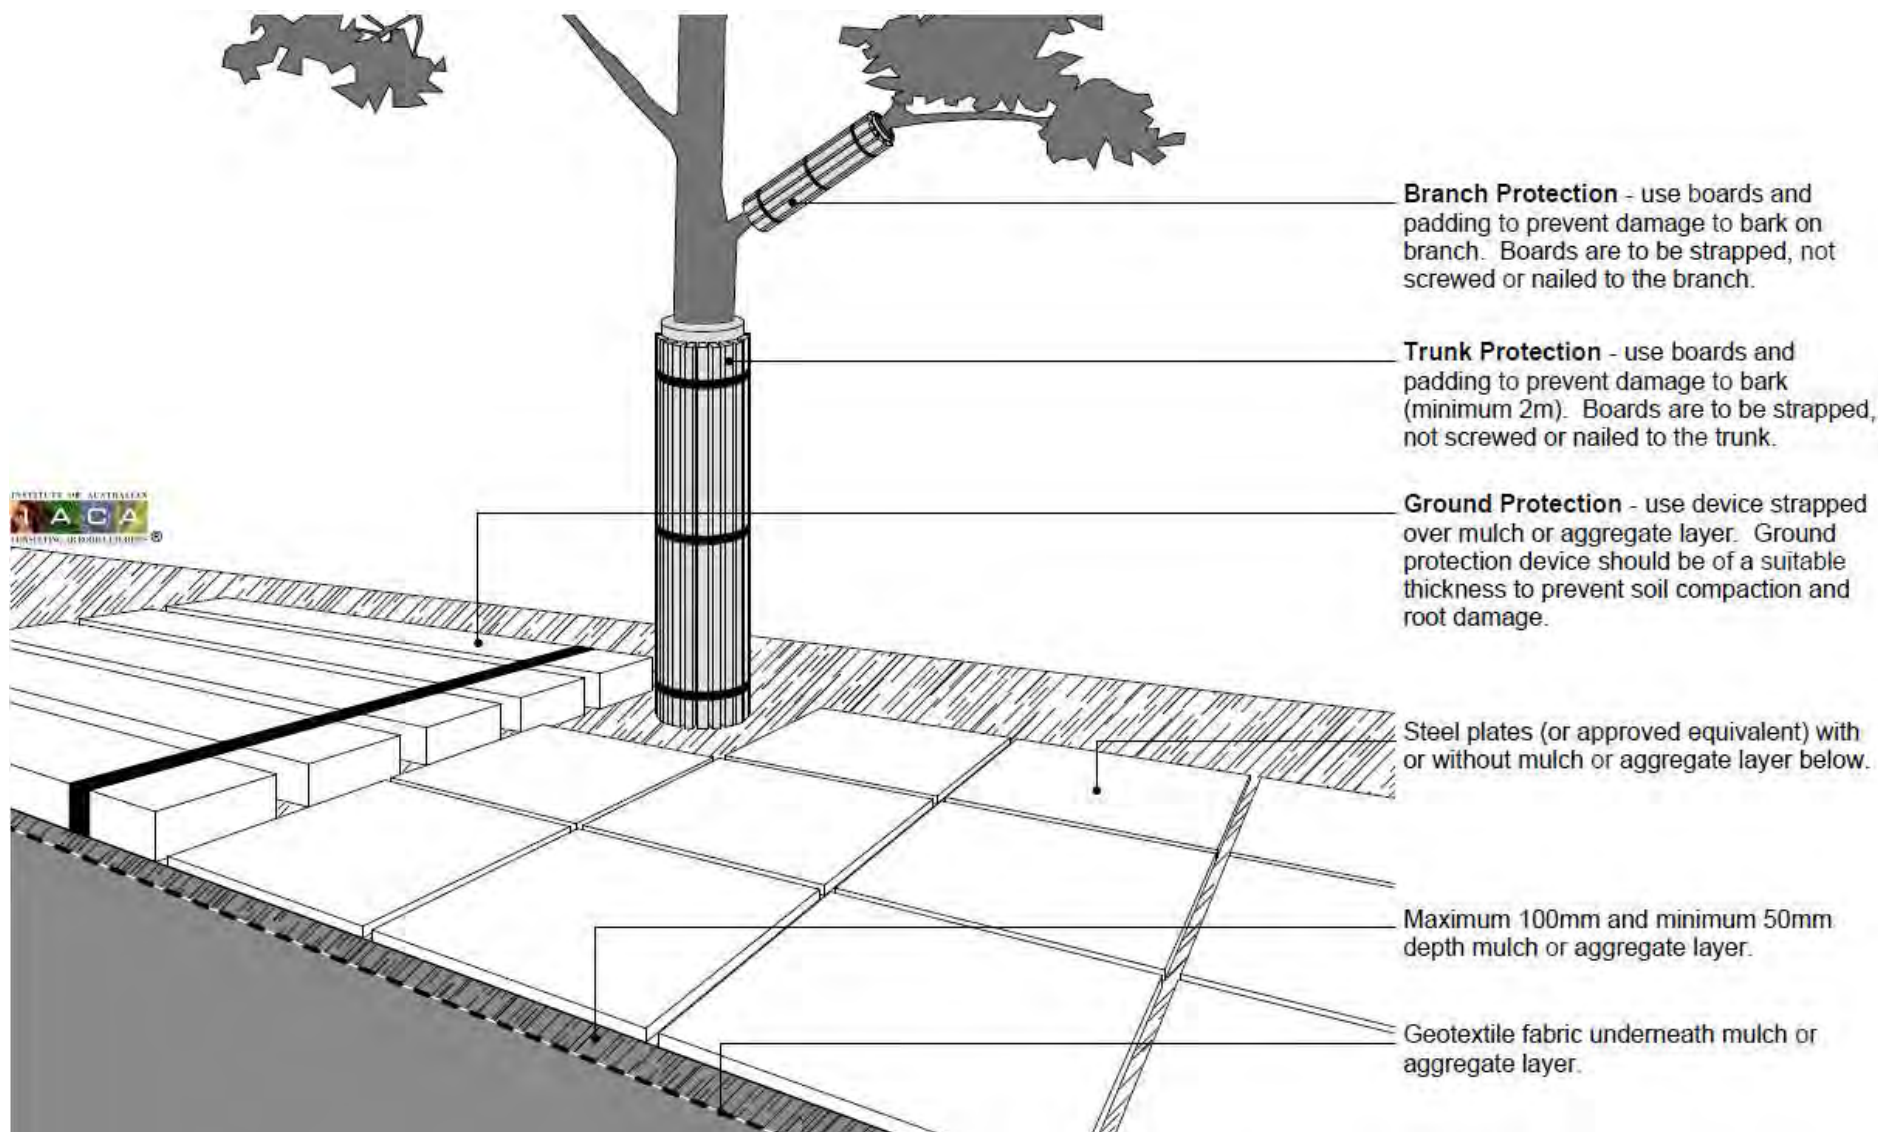 Branch Protection - use boards and
padding to prevent damage to bark on
branch. Boards are to be strapped, not
screwed or nailed to the branch.
Trunk Protection - use boards and
padding to prevent damage to bark
(minimum 2m). Boards are to be strapped,
not screwed or nailed to the trunk.
INSTITUTE OF AUSTRALIAN
IACA
CONSULTING ARBORICULTURISTS ®
Ground Protection - use device strapped
over mulch or aggregate layer. Ground
protection device should be of a suitable
thickness to prevent soil compaction and
root damage.
Steel plates (or approved equivalent) with
or without mulch or aggregate layer below.
Maximum 100mm and minimum 50mm
depth mulch or aggregate layer.
Geotextile fabric underneath mulch or
aggregate layer.